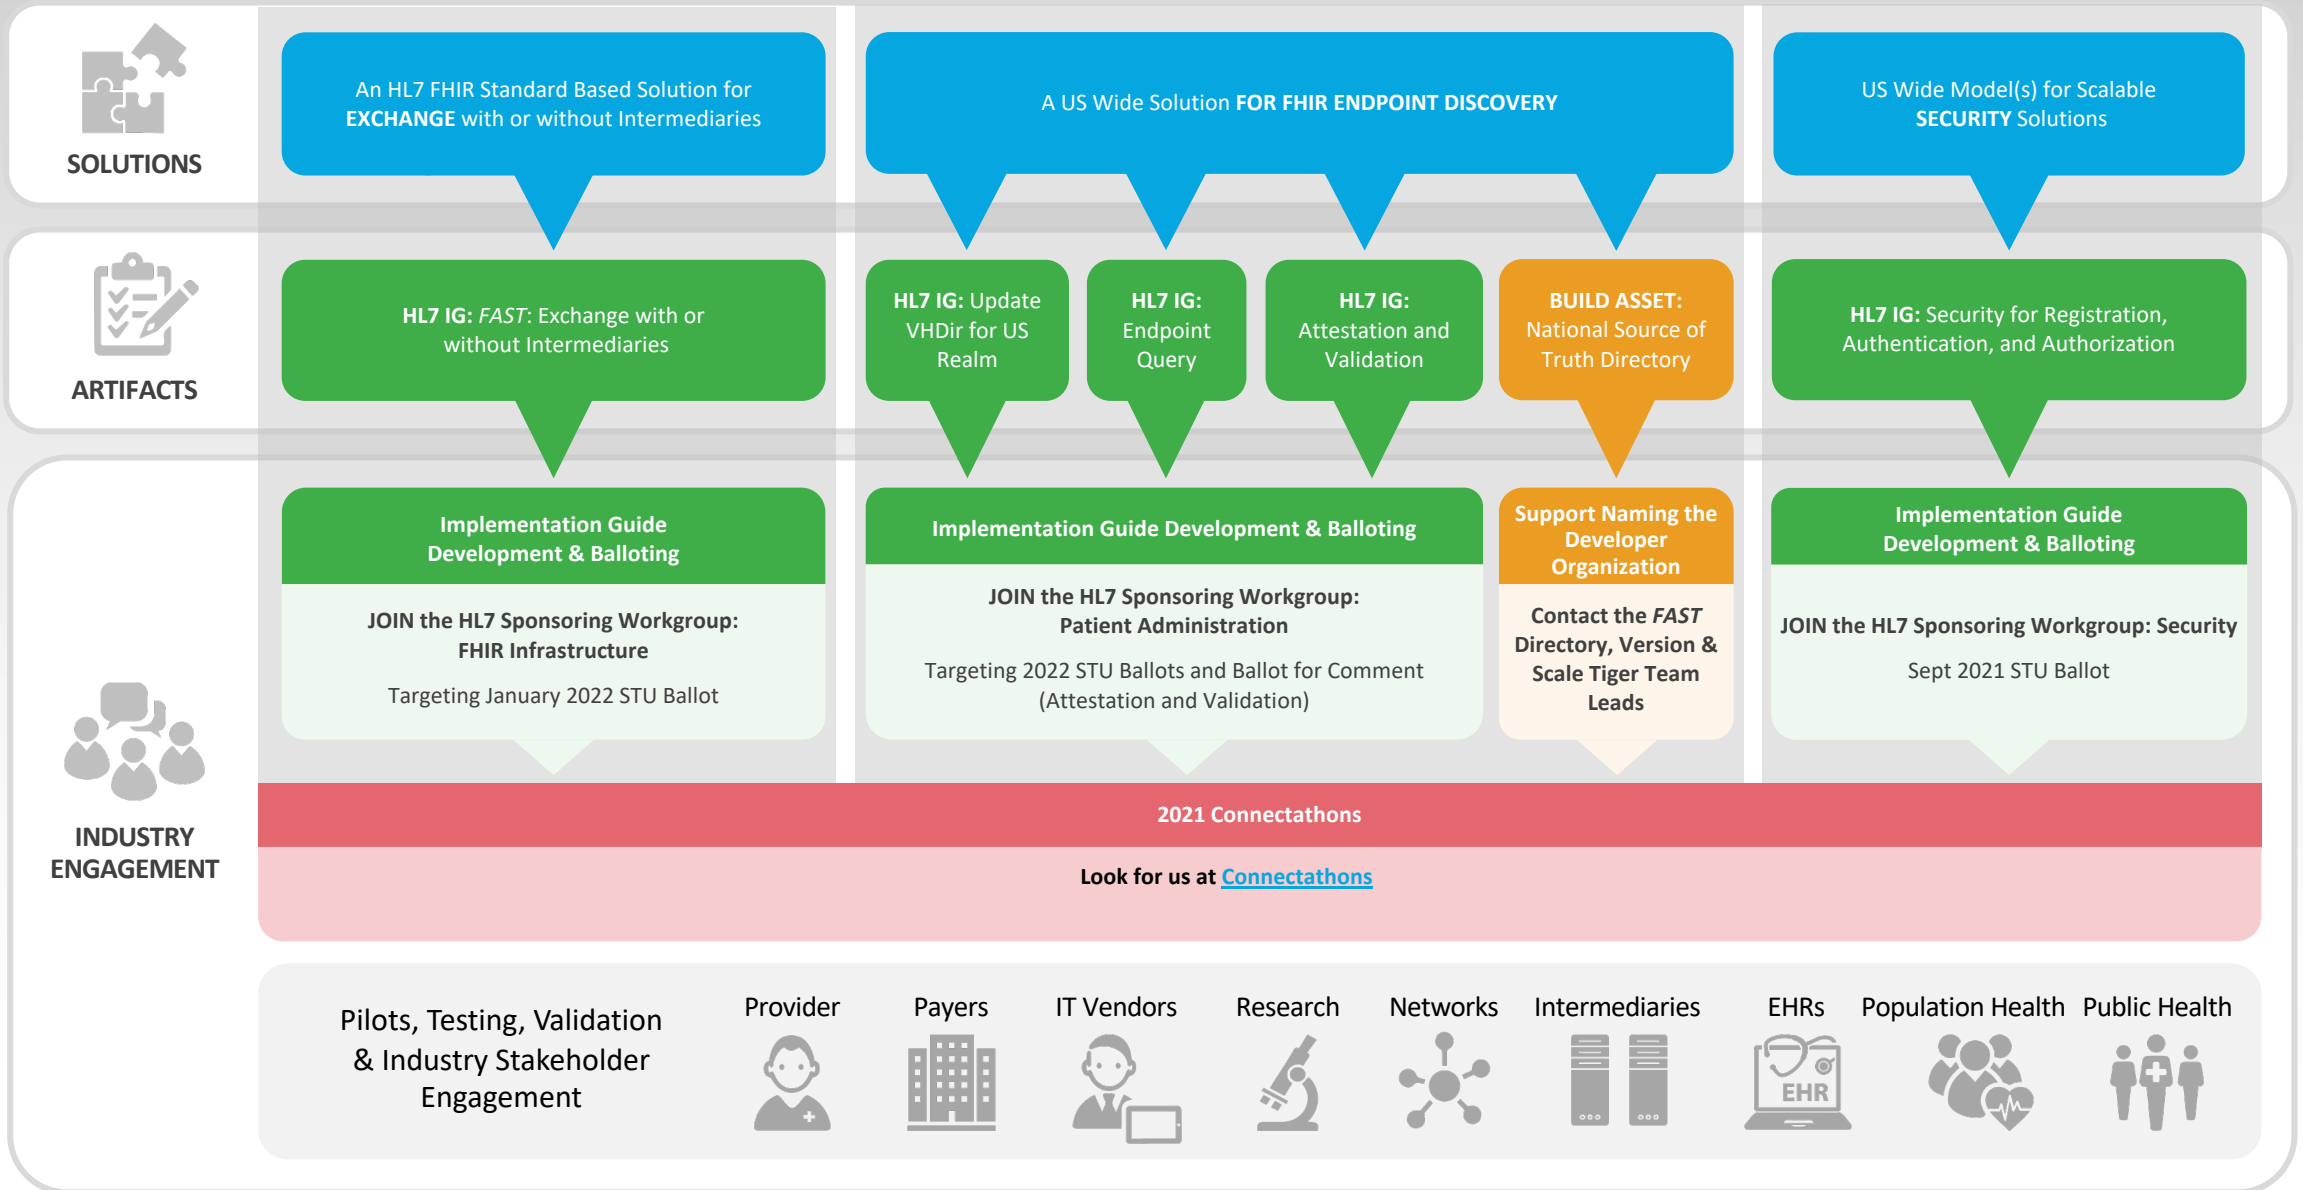 SOLUTIONS
An HL7 FHIR Standard Based Solution for
EXCHANGE with or without Intermediaries
A US Wide Solution FOR FHIR ENDPOINT DISCOVERY
US Wide Model(s) for Scalable
SECURITY Solutions
ARTIFACTS
HL7 IG: FAST: Exchange with or
without Intermediaries
HL7 IG: Update
VHDir for US
Realm
HL7 IG:
Endpoint
Query
HL7 IG:
Attestation and
Validation
BUILD ASSET:
National Source of
Truth Directory
HL7 IG: Security for Registration,
Authentication, and Authorization
INDUSTRY
ENGAGEMENT
Implementation Guide
Development & Balloting
JOIN the HL7 Sponsoring Workgroup:
FHIR Infrastructure
Targeting January 2022 STU Ballot
Implementation Guide Development & Balloting
JOIN the HL7 Sponsoring Workgroup:
Patient Administration
Targeting 2022 STU Ballots and Ballot for Comment
(Attestation and Validation)
Support Naming the
Developer
Organization
Contact the FAST
Directory, Version &
Scale Tiger Team
Leads
Implementation Guide
Development & Balloting
JOIN the HL7 Sponsoring Workgroup: Security
Sept 2021 STU Ballot
2021 Connectathons
Look for us at Connectathons
Pilots, Testing, Validation
& Industry Stakeholder
Engagement
Provider
Payers
IT Vendors
Research
Networks
Intermediaries
EHRs
EHR
Population Health
Public Health